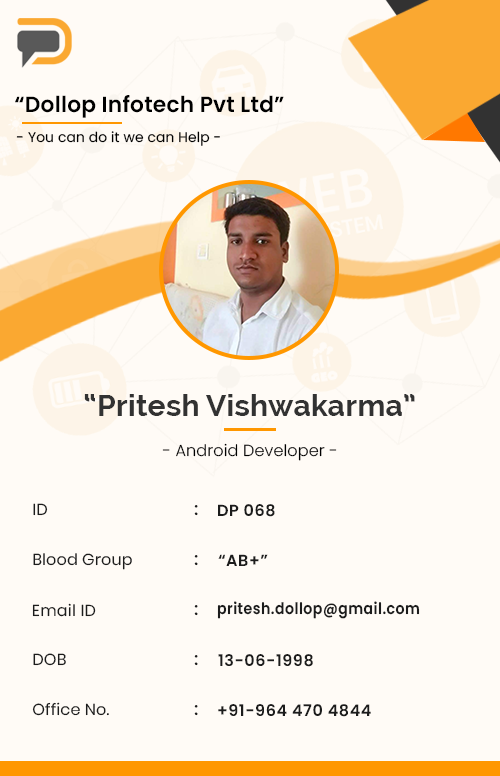 “Dollop Infotech Pvt Ltd”
- You can do it we can Help -
“Pritesh Vishwakarma”
- Android Developer -
ID : DP 068
Blood Group : “AB+”
Email ID : pritesh.dollop@gmail.com
DOB : 13-06-1998
Office No. : +91-964 470 4844